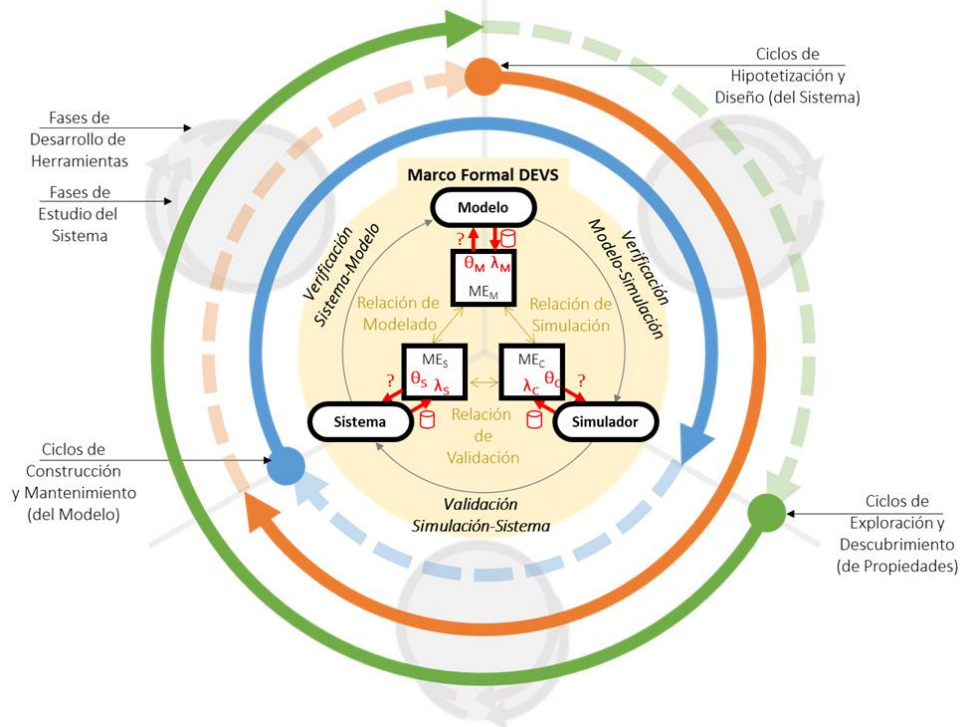 Ciclos de
Hipotetización y
Diseño (del Sistema)
Fases de
Desarrollo de
Herramientas
Fases de
Estudio del
Sistema
Marco Formal DEVS
Modelo
?
θM λM
MEM
Verificación
Sistema-Modelo
Verificación
Modelo-Simulación
Relación de
Modelado
Relación de
Simulación
MES
θS λS
?
MEC
λC θC
?
Sistema
Simulador
Relación
de
Validación
Validación
Simulación-Sistema
Ciclos de
Construcción
y Mantenimiento
(del Modelo)
Ciclos de
Exploración y
Descubrimiento
(de Propiedades)